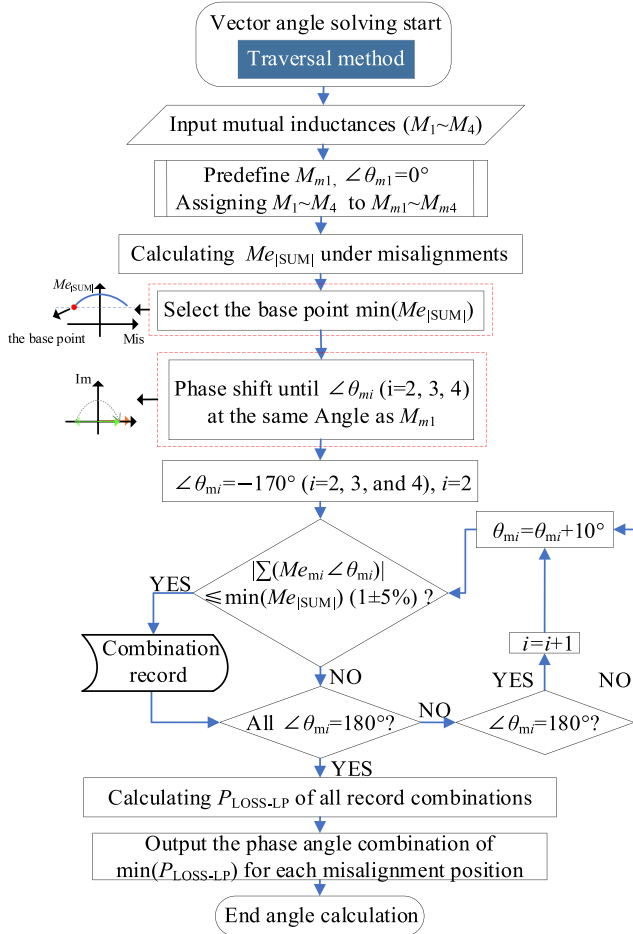 Vector angle solving start
Traversal method
Input mutual inductances (M₁~M₄)
Predefine Mₘ₁, ∠θₘ₁=0°
Assigning M₁~M₄ to Mₘ₁~Mₘ₄
Calculating Me|SUM| under misalignments
Me|SUM|
the base point
Mis
Select the base point min(Me|SUM|)
Im
Phase shift until ∠θₘᵢ (i=2, 3, 4)
at the same Angle as Mₘ₁
∠θₘᵢ=−170° (i=2, 3, and 4), i=2
θₘᵢ=θₘᵢ+10°
|∑(Meₘᵢ∠θₘᵢ)|
≤min(Me|SUM|) (1±5%) ?
YES
Combination
record
i=i+1
NO
YES
NO
All ∠θₘᵢ=180°?
NO
∠θₘᵢ=180°?
YES
Calculating P_LOSS-LP of all record combinations
Output the phase angle combination of
min(P_LOSS-LP) for each misalignment position
End angle calculation